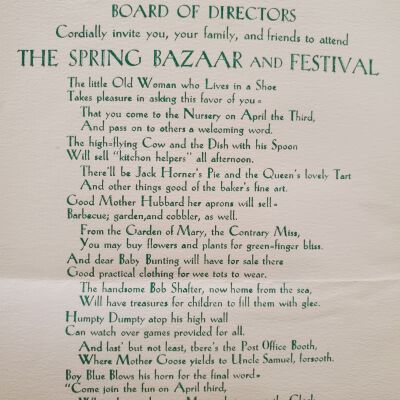 BOARD OF DIRECTORS
Cordially invite you, your family, and friends to attend
THE SPRING BAZAAR AND FESTIVAL
The little Old Woman who Lives in a Shoe
Takes pleasure in asking this favor of you-
That you come to the Nursery on April the Third,
And pass on to others a welcoming word.
The high-flying Cow and the Dish with his Spoon
Will sell "kitchen helpers" all afternoon.
There'll be Jack Horner's Pie and the Queen's lovely Tart
And other things good of the baker's fine art.
Good Mother Hubbard her aprons will sell-
Barbecue; garden, and cobbler, as well.
From the Garden of Mary, the Contrary Miss,
You may buy flowers and plants for green-finger bliss.
And dear Baby Bunting will have for sale there
Good practical clothing for wee tots to wear.
The handsome Bob Shafter, now home from the sea,
Will have treasures for children to fill them with glee.
Humpty Dumpty atop his high wall
Can watch over games provided for all.
And last' but not least, there's the Post Office Booth,
Where Mother Goose yields to Uncle Samuel, forsooth.
Boy Blue Blows his horn for the final word-
"Come join the fun on April third,